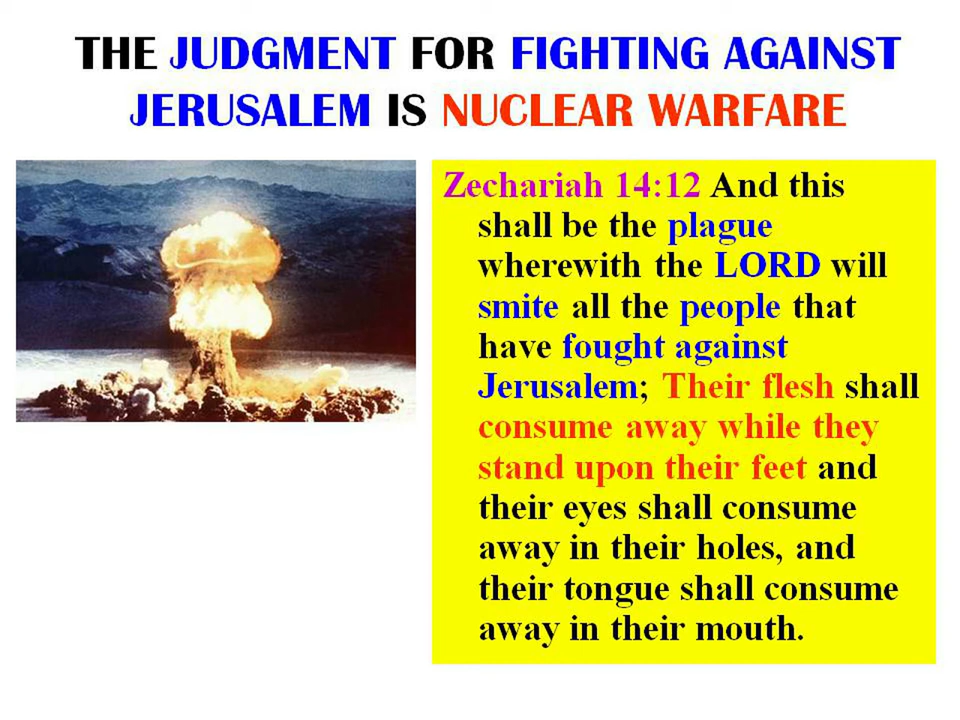 THE JUDGMENT FOR FIGHTING AGAINST
JERUSALEM IS NUCLEAR WARFARE
Zechariah 14:12 And this
shall be the plague
wherewith the LORD will
smite all the people that
have fought against
Jerusalem; Their flesh shall
consume away while they
stand upon their feet and
their eyes shall consume
away in their holes, and
their tongue shall consume
away in their mouth.